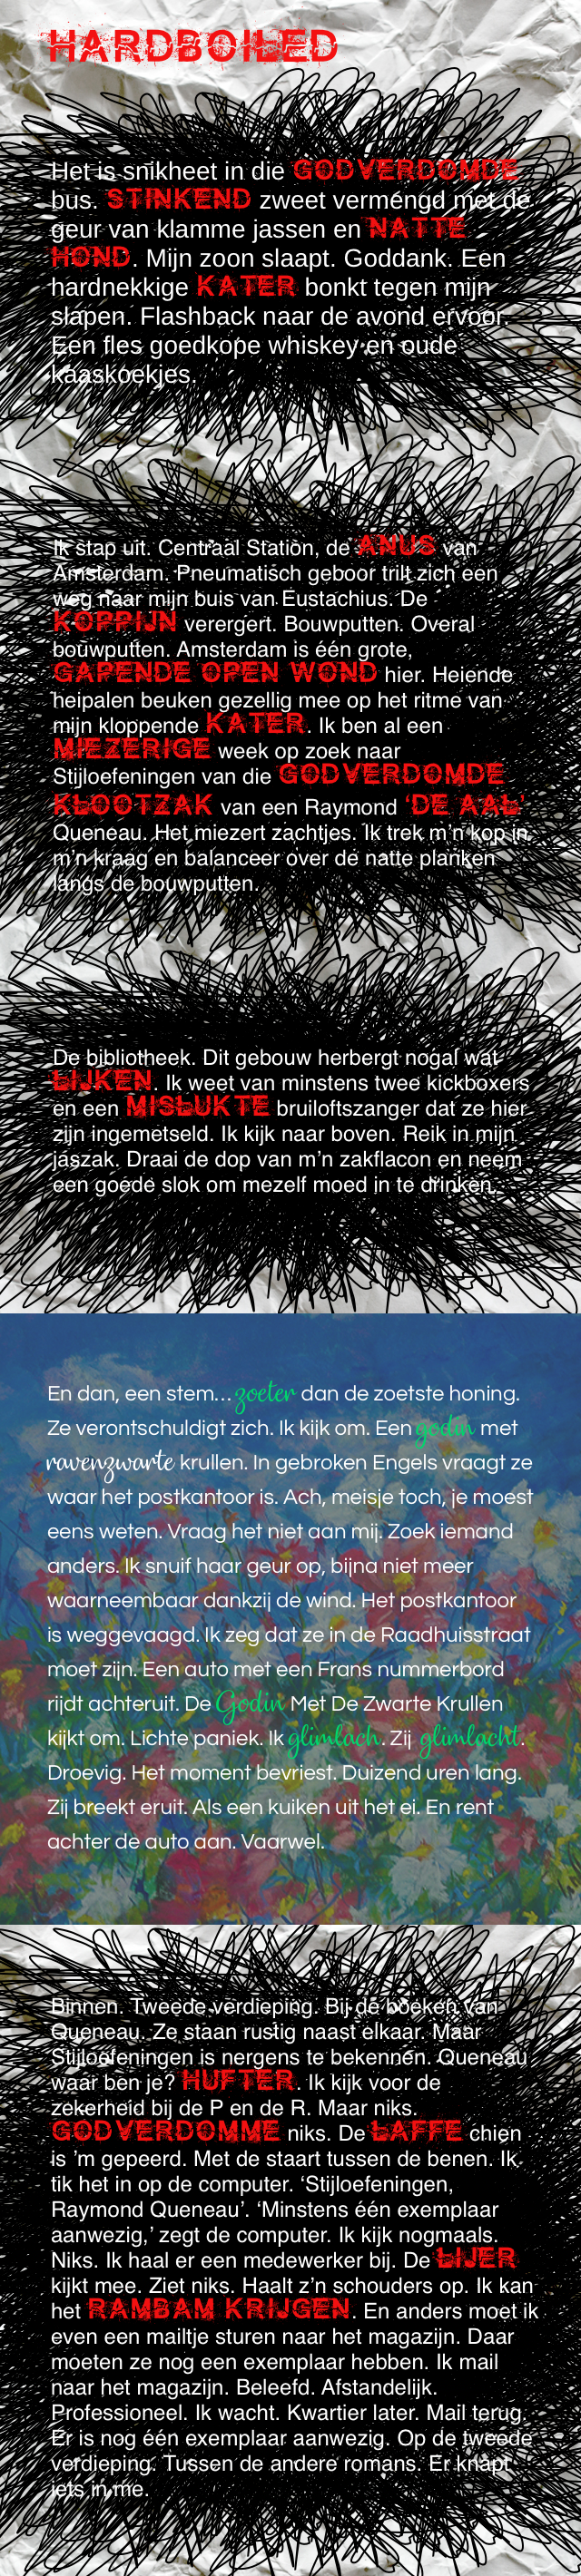 HARDBOILED
Het is snikheet in die GODVERDOMDE
bus. STINKEND zweet vermengd met de
geur van klamme jassen en NATTE
HOND. Mijn zoon slaapt. Goddank. Een
hardnekkige KATER bonkt tegen mijn
slapen. Flashback naar de avond ervoor.
Een fles goedkope whiskey en oude
kaaskoekjes.
Ik stap uit. Centraal Station, de ANUS van
Amsterdam. Pneumatisch geboor trilt zich een
weg naar mijn buis van Eustachius. De
KOPPIJN verergert. Bouwputten. Overal
bouwputten. Amsterdam is één grote,
GAPENDE OPEN WOND hier. Heiende
heipalen beuken gezellig mee op het ritme van
mijn kloppende KATER. Ik ben al een
MIEZERIGE week op zoek naar
Stijloefeningen van die GODVERDOMDE
KLOOTZAK van een Raymond ‘DE AAL’
Queneau. Het miezert zachtjes. Ik trek m’n kop in
m’n kraag en balanceer over de natte planken
langs de bouwputten.
De bibliotheek. Dit gebouw herbergt nogal wat
LIJKEN. Ik weet van minstens twee kickboxers
en een MISLUKTE bruiloftszanger dat ze hier
zijn ingemetseld. Ik kijk naar boven. Reik in mijn
jaszak. Draai de dop van m’n zakflacon en neem
een goede slok om mezelf moed in te drinken.
En dan, een stem... zoeter dan de zoetste honing.
Ze verontschuldigt zich. Ik kijk om. Een godin met
ravenzwarte krullen. In gebroken Engels vraagt ze
waar het postkantoor is. Ach, meisje toch, je moest
eens weten. Vraag het niet aan mij. Zoek iemand
anders. Ik snuif haar geur op, bijna niet meer
waarneembaar dankzij de wind. Het postkantoor
is weggevaagd. Ik zeg dat ze in de Raadhuisstraat
moet zijn. Een auto met een Frans nummerbord
rijdt achteruit. De Godin Met De Zwarte Krullen
kijkt om. Lichte paniek. Ik glimlach. Zij glimlacht.
Droevig. Het moment bevriest. Duizend uren lang.
Zij breekt eruit. Als een kuiken uit het ei. En rent
achter de auto aan. Vaarwel.
Binnen. Tweede verdieping. Bij de boeken van
Queneau. Ze staan rustig naast elkaar. Maar
Stijloefeningen is nergens te bekennen. Queneau
waar ben je? HUFTER. Ik kijk voor de
zekerheid bij de P en de R. Maar niks.
GODVERDOMME niks. De LAFFE chien
is ’m gepeerd. Met de staart tussen de benen. Ik
tik het in op de computer. ‘Stijloefeningen,
Raymond Queneau’. ‘Minstens één exemplaar
aanwezig,’ zegt de computer. Ik kijk nogmaals.
Niks. Ik haal er een medewerker bij. De LIJER
kijkt mee. Ziet niks. Haalt z’n schouders op. Ik kan
het RAMBAM KRIJGEN. En anders moet ik
even een mailtje sturen naar het magazijn. Daar
moeten ze nog een exemplaar hebben. Ik mail
naar het magazijn. Beleefd. Afstandelijk.
Professioneel. Ik wacht. Kwartier later. Mail terug.
Er is nog één exemplaar aanwezig. Op de tweede
verdieping. Tussen de andere romans. Er knapt
iets in me.